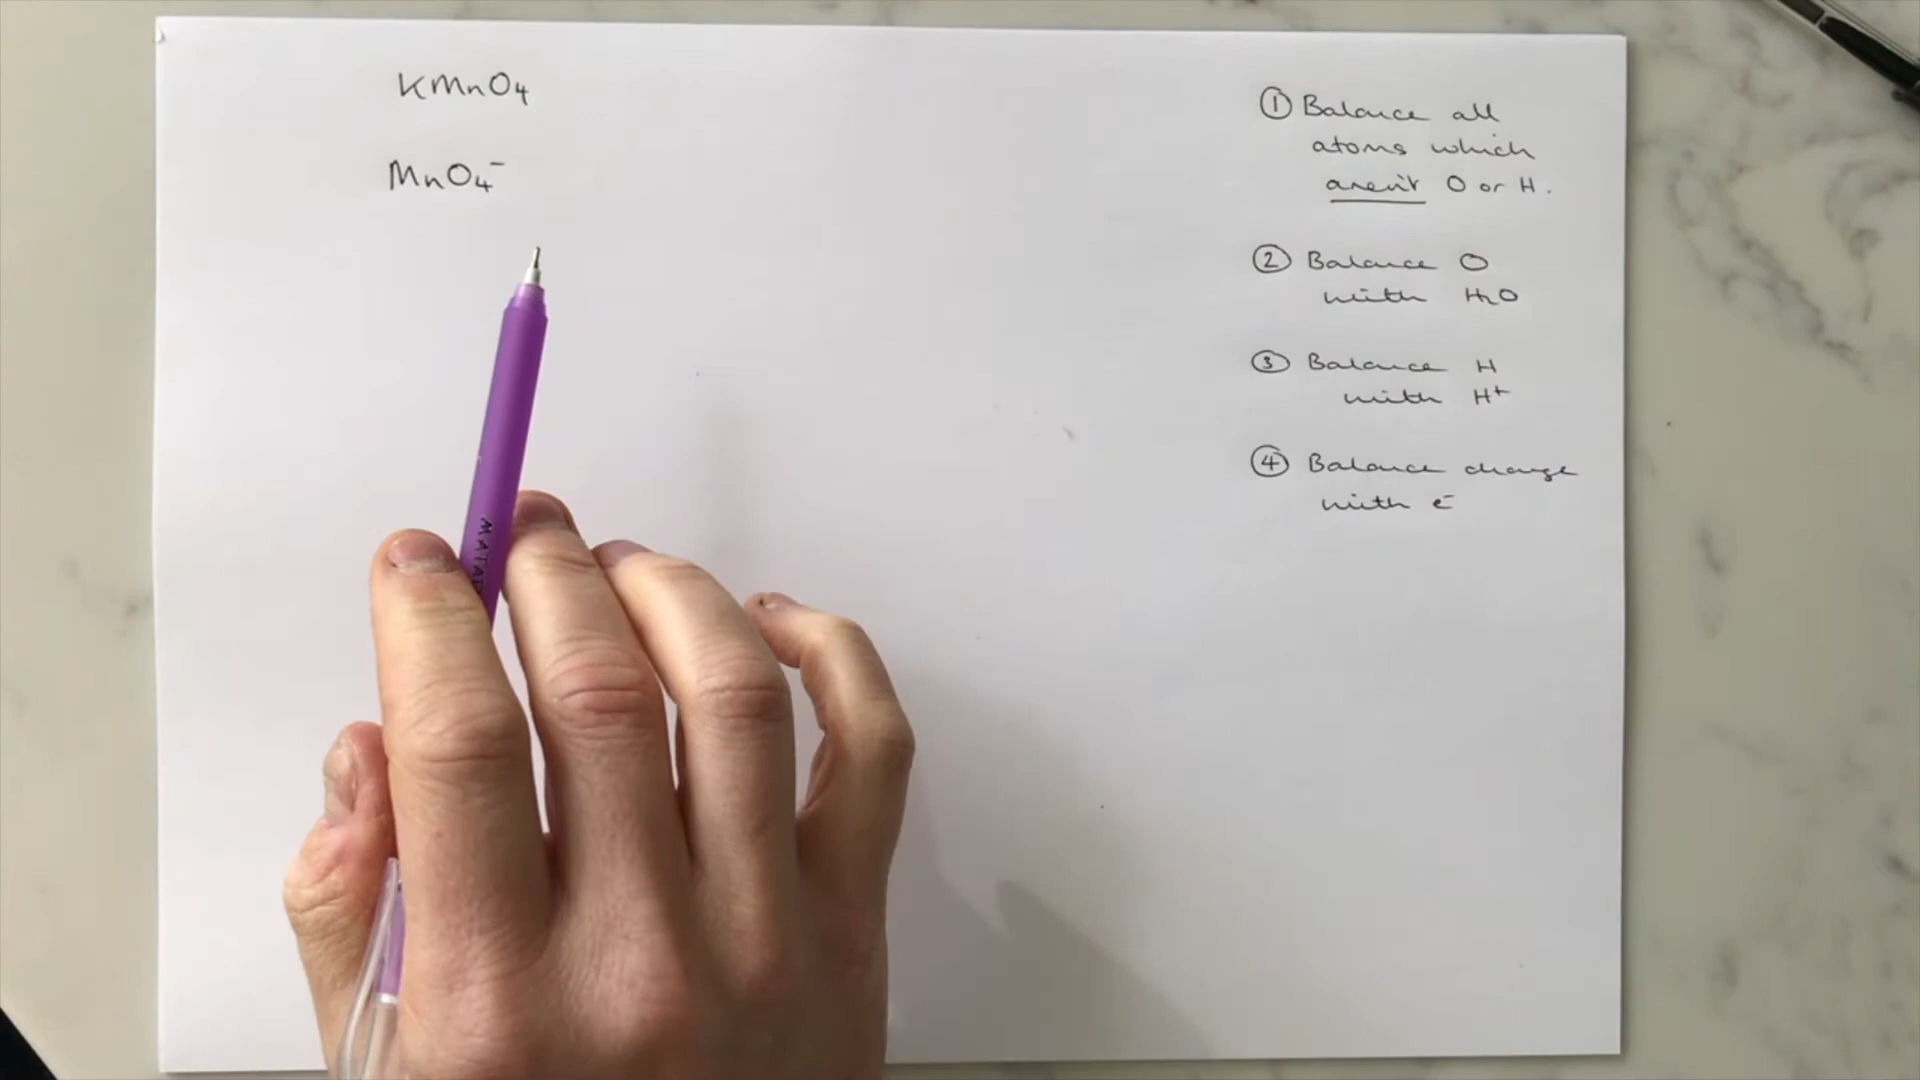 KMnO₄
MnO₄⁻
① Balance all
atoms which
aren't O or H.
② Balance O
with H₂O
③ Balance H
with H⁺
④ Balance charge
with e⁻